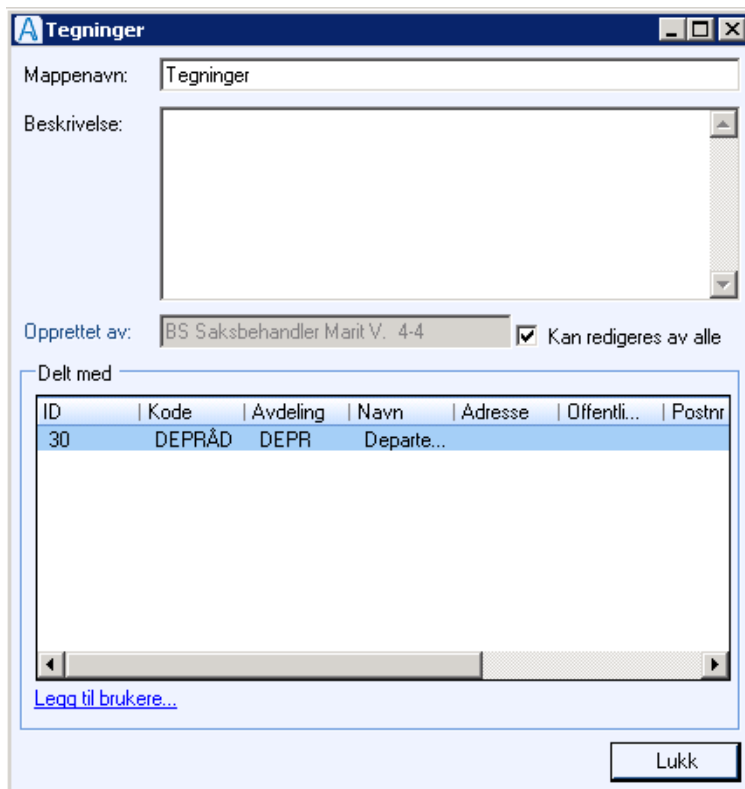 Tegninger
Mappenavn: Tegninger
Beskrivelse:
Opprettet av: BS Saksbehandler Marit V. 4-4 Kan redigeres av alle
Delt med
ID Kode Avdeling Navn Adresse Offentli... Postnr
30 DEPRÅD DEPR Departe...
Legg til brukere...
Lukk